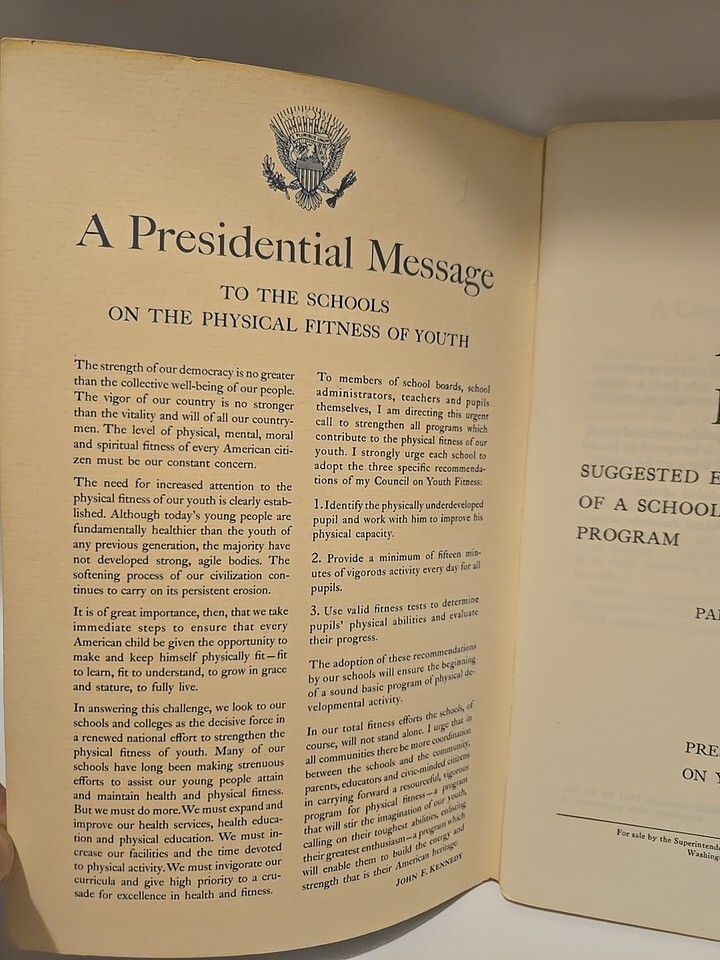 A Presidential Message
TO THE SCHOOLS
ON THE PHYSICAL FITNESS OF YOUTH
The strength of our democracy is no greater
than the collective well-being of our people.
The vigor of our country is no stronger
than the vitality and will of all our country-
men. The level of physical, mental, moral
and spiritual fitness of every American citi-
zen must be our constant concern.
The need for increased attention to the
physical fitness of our youth is clearly estab-
lished. Although today's young people are
fundamentally healthier than the youth of
any previous generation, the majority have
not developed strong, agile bodies. The
softening process of our civilization con-
tinues to carry on its persistent erosion.
It is of great importance, then, that we take
immediate steps to ensure that every
American child be given the opportunity to
make and keep himself physically fit—fit
to learn, fit to understand, to grow in grace
and stature, to fully live.
In answering this challenge, we look to our
schools and colleges as the decisive force in
a renewed national effort to strengthen the
physical fitness of youth. Many of our
schools have long been making strenuous
efforts to assist our young people attain
and maintain health and physical fitness.
But we must do more. We must expand and
improve our health services, health educa-
tion and physical education. We must in-
crease our facilities and the time devoted
to physical activity. We must invigorate our
curricula and give high priority to a cru-
sade for excellence in health and fitness.
To members of school boards, school
administrators, teachers and pupils
themselves, I am directing this urgent
call to strengthen all programs which
contribute to the physical fitness of our
youth. I strongly urge each school to
adopt the three specific recommenda-
tions of my Council on Youth Fitness:
1. Identify the physically underdeveloped
pupil and work with him to improve his
physical capacity.
2. Provide a minimum of fifteen min-
utes of vigorous activity every day for all
pupils.
3. Use valid fitness tests to determine
pupils' physical abilities and evaluate
their progress.
The adoption of these recommendations
by our schools will ensure the beginning
of a sound basic program of physical de-
velopmental activity.
In our total fitness efforts the schools, of
course, will not stand alone. I urge that in
all communities there be more coordination
between the schools and the community,
parents, educators and civic-minded citizens
in carrying forward a resourceful, vigorous
program for physical fitness—a program
that will stir the imagination of our youth,
calling on their toughest abilities, enlisting
their greatest enthusiasm—a program which
will enable them to build the energy and
strength that is their American heritage.
JOHN F. KENNEDY
SUGGESTED E
OF A SCHOOL
PROGRAM
PA
PRE
ON Y
For sale by the Superintende
Washing